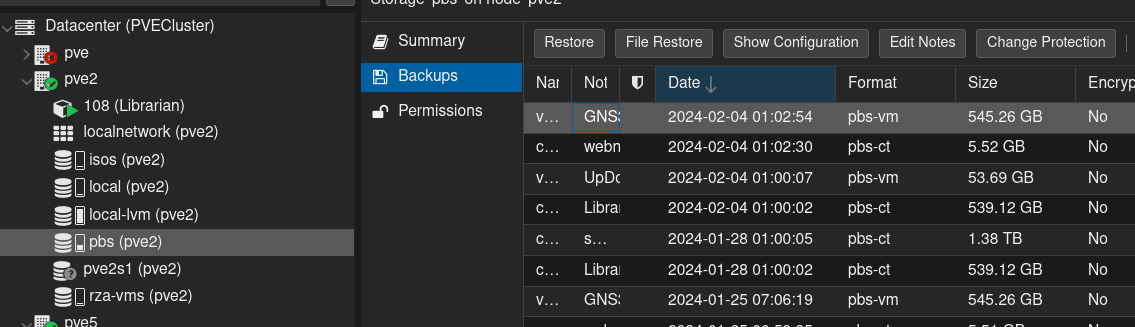 Storage 'pbs' on node 'pve2'
Datacenter (PVECluster)
pve
pve2
108 (Librarian)
localnetwork (pve2)
isos (pve2)
local (pve2)
local-lvm (pve2)
pbs (pve2)
pve2s1 (pve2)
rza-vms (pve2)
pve5
Summary
Backups
Permissions
Restore File Restore Show Configuration Edit Notes Change Protection
Nar Not Date Format Size Encryp
v... GNS: 2024-02-04 01:02:54 pbs-vm 545.26 GB No
c... webn 2024-02-04 01:02:30 pbs-ct 5.52 GB No
v... UpDo 2024-02-04 01:00:07 pbs-vm 53.69 GB No
c... Libra 2024-02-04 01:00:02 pbs-ct 539.12 GB No
c... s... 2024-01-28 01:00:05 pbs-ct 1.38 TB No
c... Libra 2024-01-28 01:00:02 pbs-ct 539.12 GB No
v... GNS: 2024-01-25 07:06:19 pbs-vm 545.26 GB No